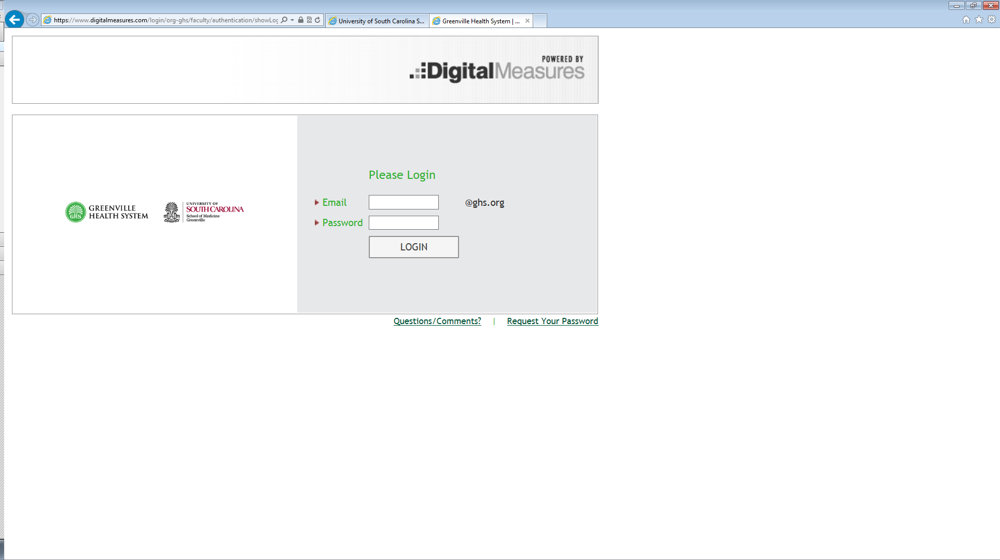 https://www.digitalmeasures.com/login/org-ghs/faculty/authentication/showLog
University of South Carolina S...
Greenville Health System | ...
POWERED BY
DigitalMeasures
Please Login
Email
@ghs.org
Password
LOGIN
GHS
GREENVILLE
HEALTH SYSTEM
UNIVERSITY OF
SOUTH CAROLINA
School of Medicine
Greenville
Questions/Comments? | Request Your Password